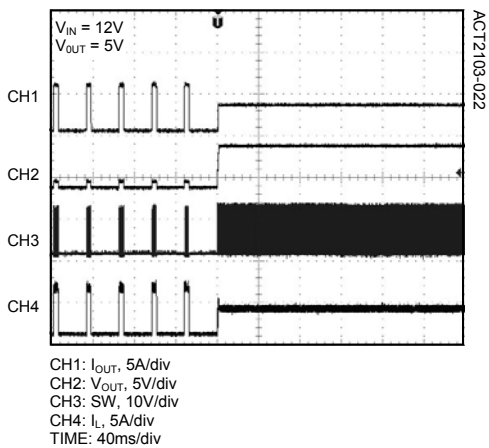 V_IN = 12V
V_0UT = 5V
ACT2103-022
CH1
CH2
CH3
CH4
CH1: I_OUT, 5A/div
CH2: V_OUT, 5V/div
CH3: SW, 10V/div
CH4: I_L, 5A/div
TIME: 40ms/div